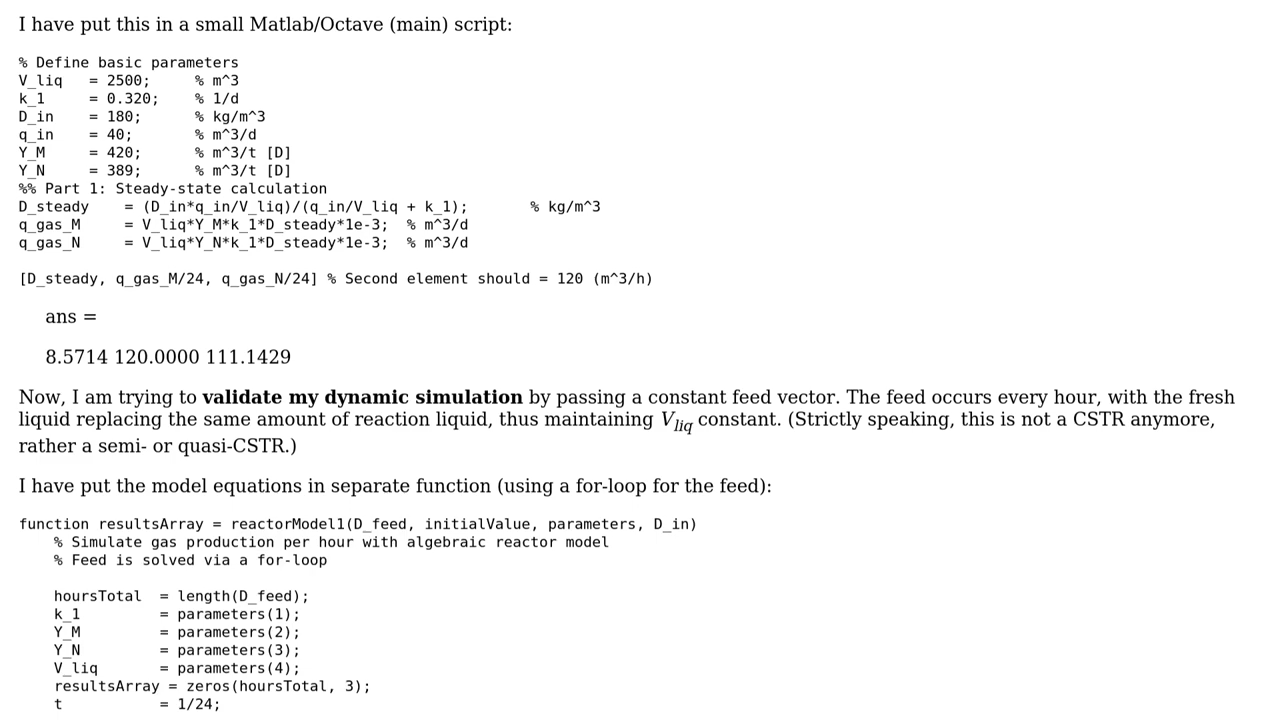 I have put this in a small Matlab/Octave (main) script:
% Define basic parameters
V_liq   = 2500;     % m^3
k_1     = 0.320;    % 1/d
D_in    = 180;      % kg/m^3
q_in    = 40;       % m^3/d
Y_M     = 420;      % m^3/t [D]
Y_N     = 389;      % m^3/t [D]
%% Part 1: Steady-state calculation
D_steady    = (D_in*q_in/V_liq)/(q_in/V_liq + k_1);       % kg/m^3
q_gas_M     = V_liq*Y_M*k_1*D_steady*1e-3;  % m^3/d
q_gas_N     = V_liq*Y_N*k_1*D_steady*1e-3;  % m^3/d
[D_steady, q_gas_M/24, q_gas_N/24] % Second element should = 120 (m^3/h)
ans =
8.5714 120.0000 111.1429
Now, I am trying to validate my dynamic simulation by passing a constant feed vector. The feed occurs every hour, with the fresh
liquid replacing the same amount of reaction liquid, thus maintaining V_liq constant. (Strictly speaking, this is not a CSTR anymore,
rather a semi- or quasi-CSTR.)
I have put the model equations in separate function (using a for-loop for the feed):
function resultsArray = reactorModel1(D_feed, initialValue, parameters, D_in)
    % Simulate gas production per hour with algebraic reactor model
    % Feed is solved via a for-loop
    hoursTotal  = length(D_feed);
    k_1         = parameters(1);
    Y_M         = parameters(2);
    Y_N         = parameters(3);
    V_liq       = parameters(4);
    resultsArray = zeros(hoursTotal, 3);
    t           = 1/24;